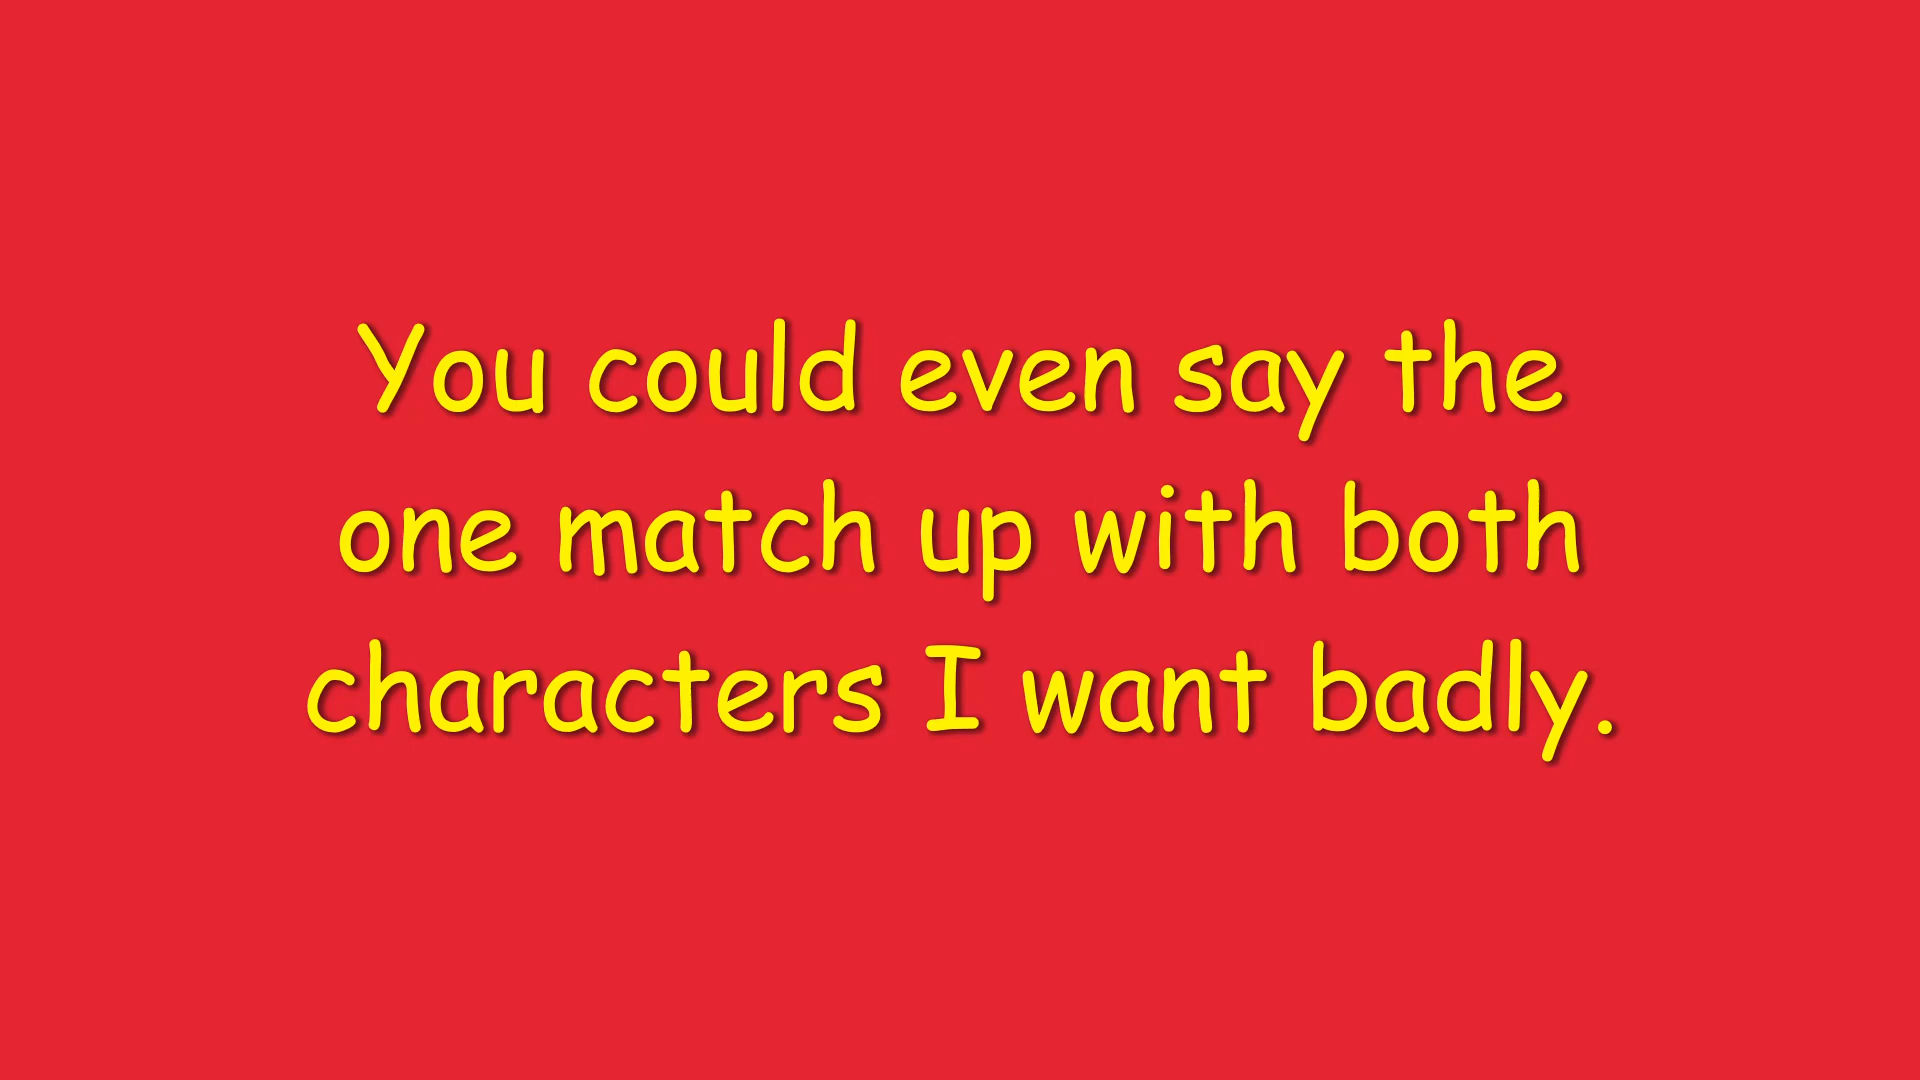 You could even say the
one match up with both
characters I want badly.